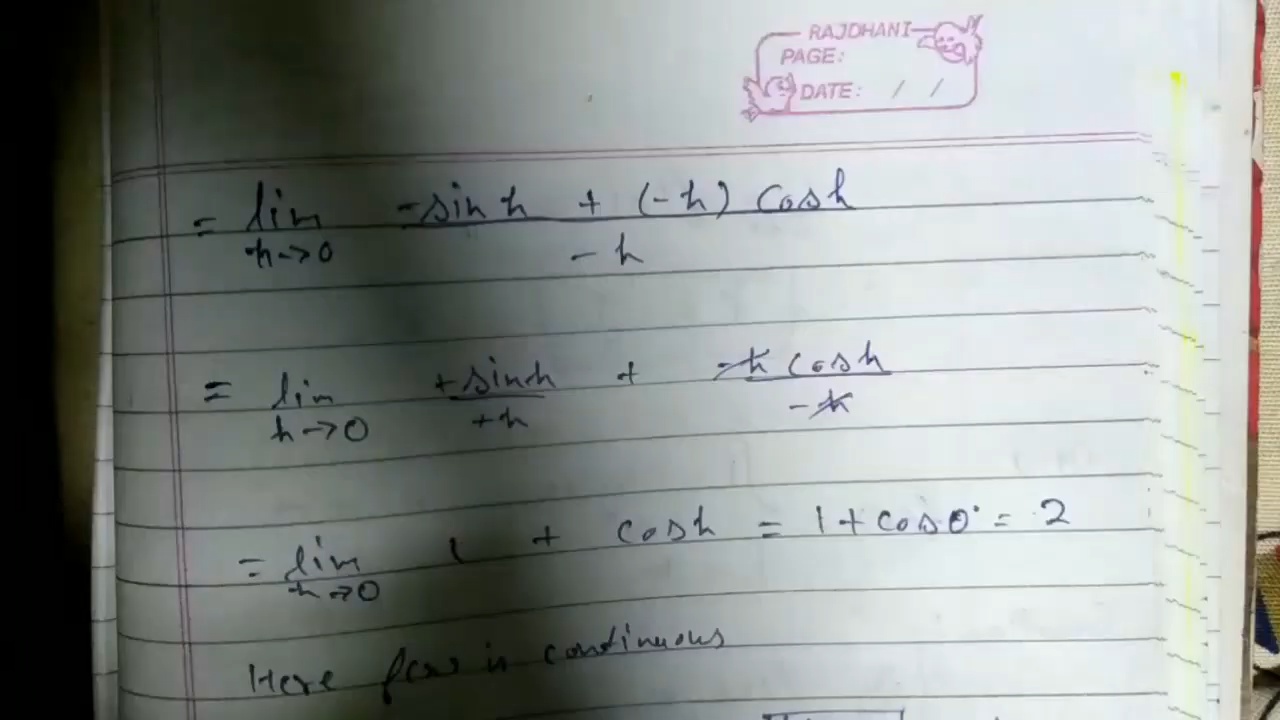 RAJDHANI
PAGE:
DATE: / /
= lim h→0 (-sin h + (-h) cos h) / -h
= lim h→0 +sin h / +h + -h cos h / -h
= lim h→0 1 + cos h = 1 + cos 0° = 2
Here is continuous